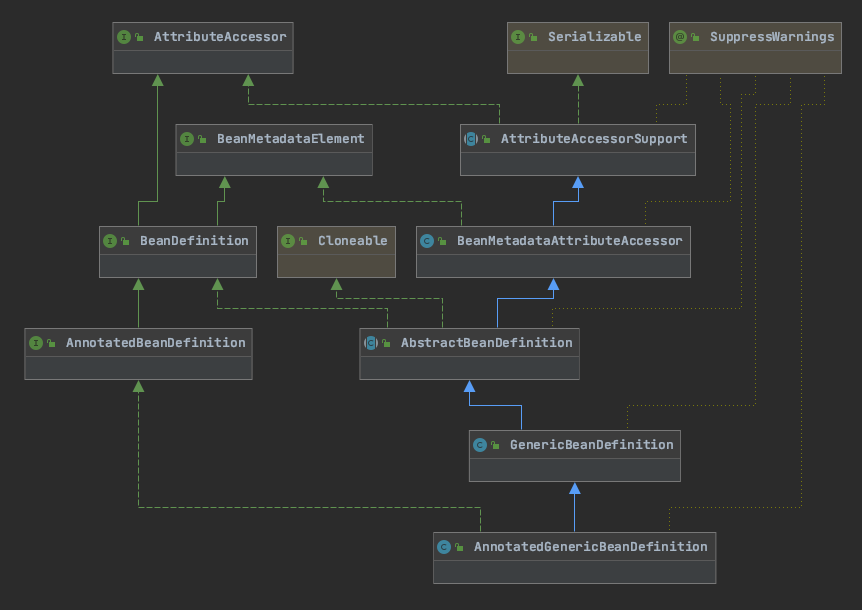 AttributeAccessor
Serializable
SuppressWarnings
BeanMetadataElement
AttributeAccessorSupport
BeanDefinition
Cloneable
BeanMetadataAttributeAccessor
AnnotatedBeanDefinition
AbstractBeanDefinition
GenericBeanDefinition
AnnotatedGenericBeanDefinition